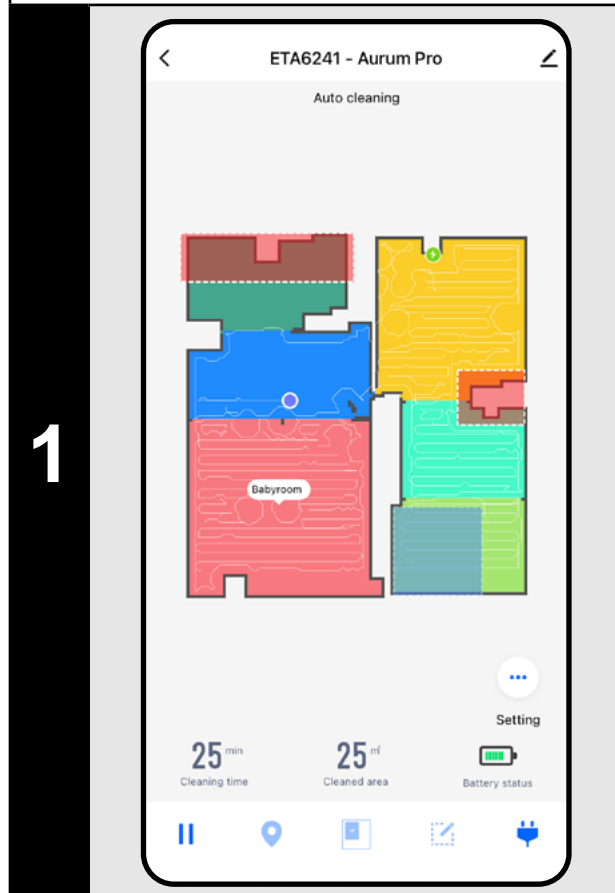 ETA6241 - Aurum Pro
Auto cleaning
1
Babyroom
Setting
25 min 25 ㎡
Cleaning time Cleaned area Battery status